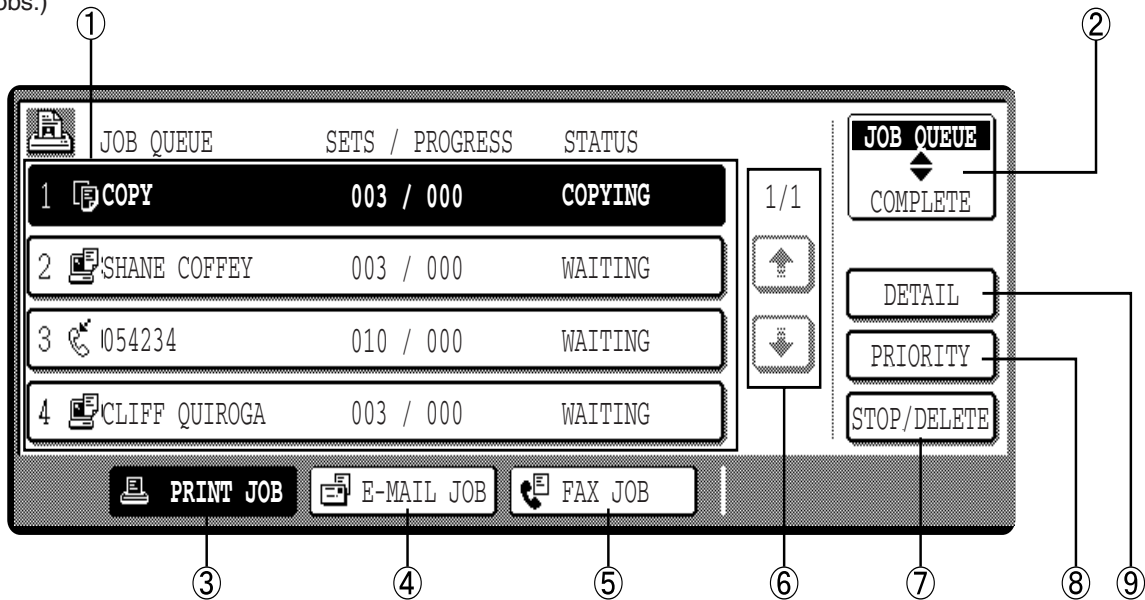 obs.)
① ②
JOB QUEUE SETS / PROGRESS STATUS
1 COPY 003 / 000 COPYING
2 SHANE COFFEY 003 / 000 WAITING
3 054234 010 / 000 WAITING
4 CLIFF QUIROGA 003 / 000 WAITING
1/1
JOB QUEUE
COMPLETE
DETAIL
PRIORITY
STOP/DELETE
PRINT JOB E-MAIL JOB FAX JOB
③ ④ ⑤ ⑥ ⑦ ⑧ ⑨